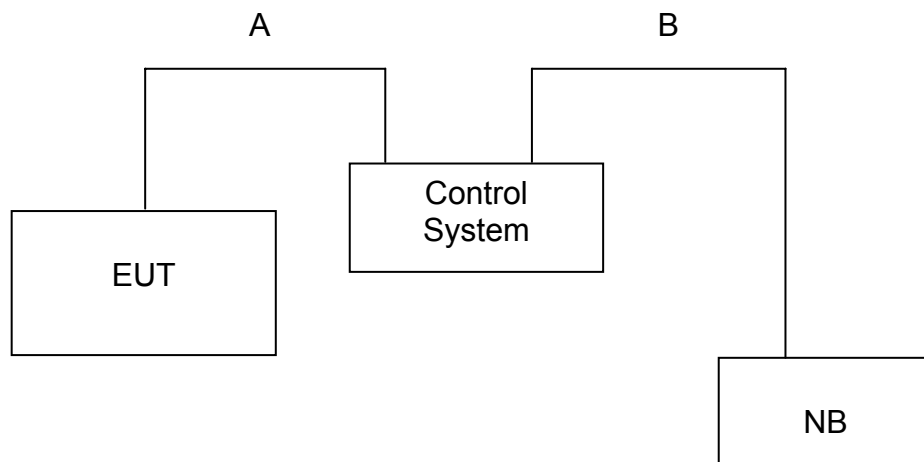 A
B
Control
System
EUT
NB